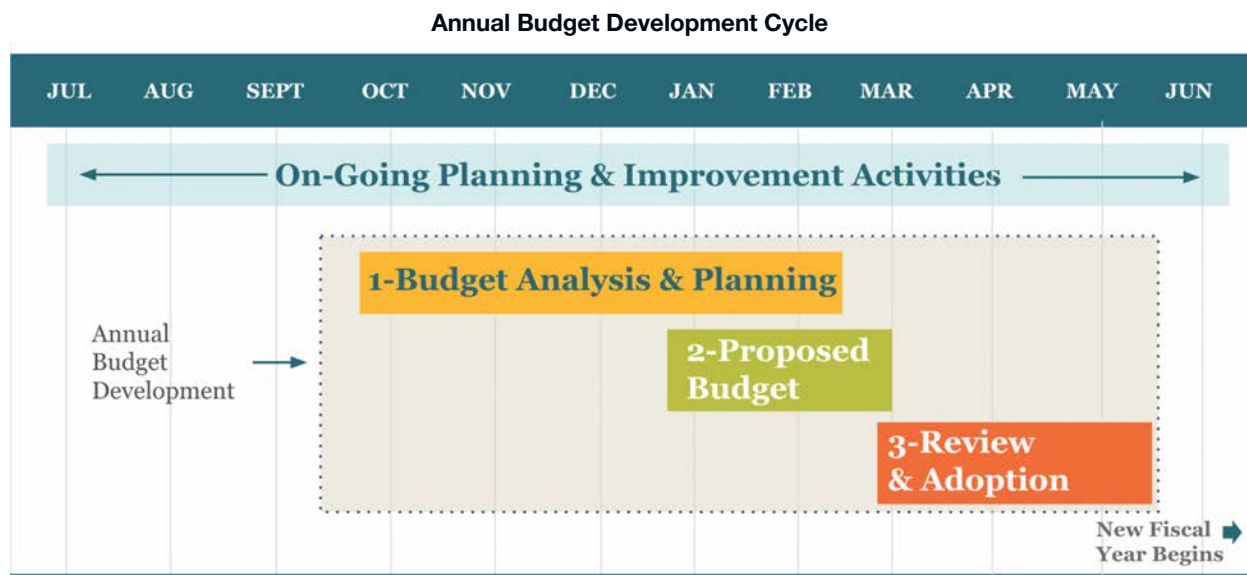 Annual Budget Development Cycle
JUL AUG SEPT OCT NOV DEC JAN FEB MAR APR MAY JUN
On-Going Planning & Improvement Activities
1-Budget Analysis & Planning
Annual
Budget
Development
2-Proposed
Budget
3-Review
& Adoption
New Fiscal
Year Begins